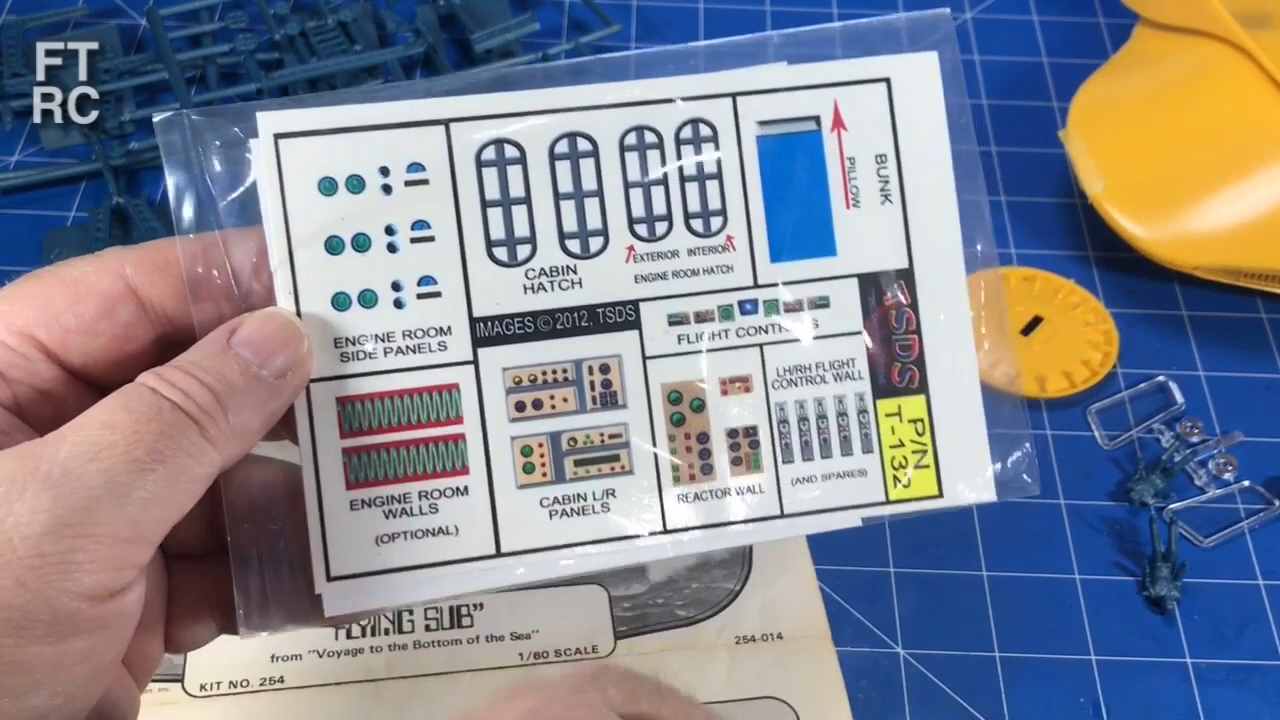 FT
RC
ENGINE ROOM
SIDE PANELS
CABIN
HATCH
EXTERIOR INTERIOR
ENGINE ROOM HATCH
PILLOW
BUNK
IMAGES © 2012, TSDS
FLIGHT CONTROLS
TSDS
ENGINE ROOM
WALLS
(OPTIONAL)
CABIN L/R
PANELS
REACTOR WALL
LH/RH FLIGHT
CONTROL WALL
(AND SPARES)
P/N
T-132
"FLYING SUB"
from "Voyage to the Bottom of the Sea"
1/60 SCALE
KIT NO. 254
254-014